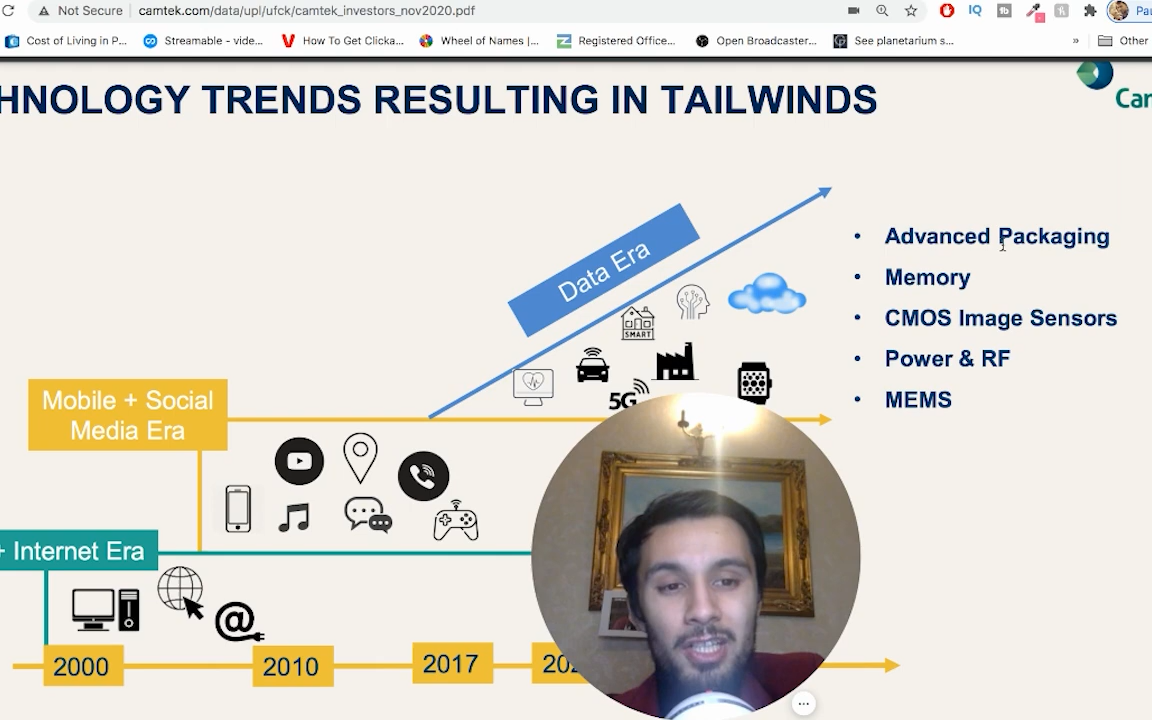 Not Secure
camtek.com/data/upl/ufck/camtek_investors_nov2020.pdf
IQ
Cost of Living in P...
Streamable - vide...
How To Get Clicka...
Wheel of Names |...
Registered Office...
Open Broadcaster...
See planetarium s...
»
Other
HNOLOGY TRENDS RESULTING IN TAILWINDS
Data Era
• Advanced Packaging
• Memory
• CMOS Image Sensors
• Power & RF
• MEMS
SMART
5G
Mobile + Social
Media Era
+ Internet Era
@
2000
2010
2017